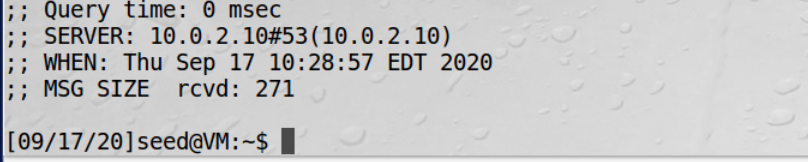 ;; Query time: 0 msec
;; SERVER: 10.0.2.10#53(10.0.2.10)
;; WHEN: Thu Sep 17 10:28:57 EDT 2020
;; MSG SIZE  rcvd: 271

[09/17/20]seed@VM:~$